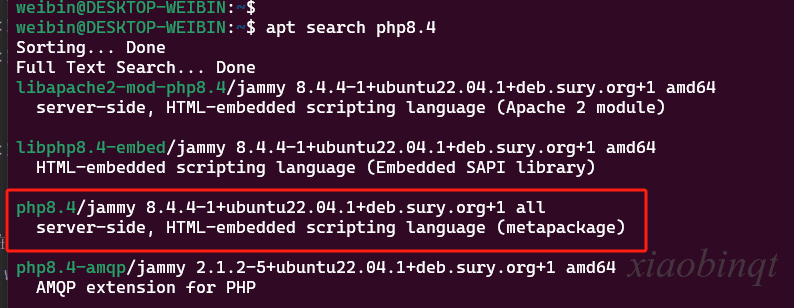 weibin@DESKTOP-WEIBIN:~$
weibin@DESKTOP-WEIBIN:~$ apt search php8.4
Sorting... Done
Full Text Search... Done
libapache2-mod-php8.4/jammy 8.4.4-1+ubuntu22.04.1+deb.sury.org+1 amd64
  server-side, HTML-embedded scripting language (Apache 2 module)
libphp8.4-embed/jammy 8.4.4-1+ubuntu22.04.1+deb.sury.org+1 amd64
  HTML-embedded scripting language (Embedded SAPI library)
php8.4/jammy 8.4.4-1+ubuntu22.04.1+deb.sury.org+1 all
  server-side, HTML-embedded scripting language (metapackage)
php8.4-amqp/jammy 2.1.2-5+ubuntu22.04.1+deb.sury.org+1 amd64
  AMQP extension for PHP
xiaobinqt